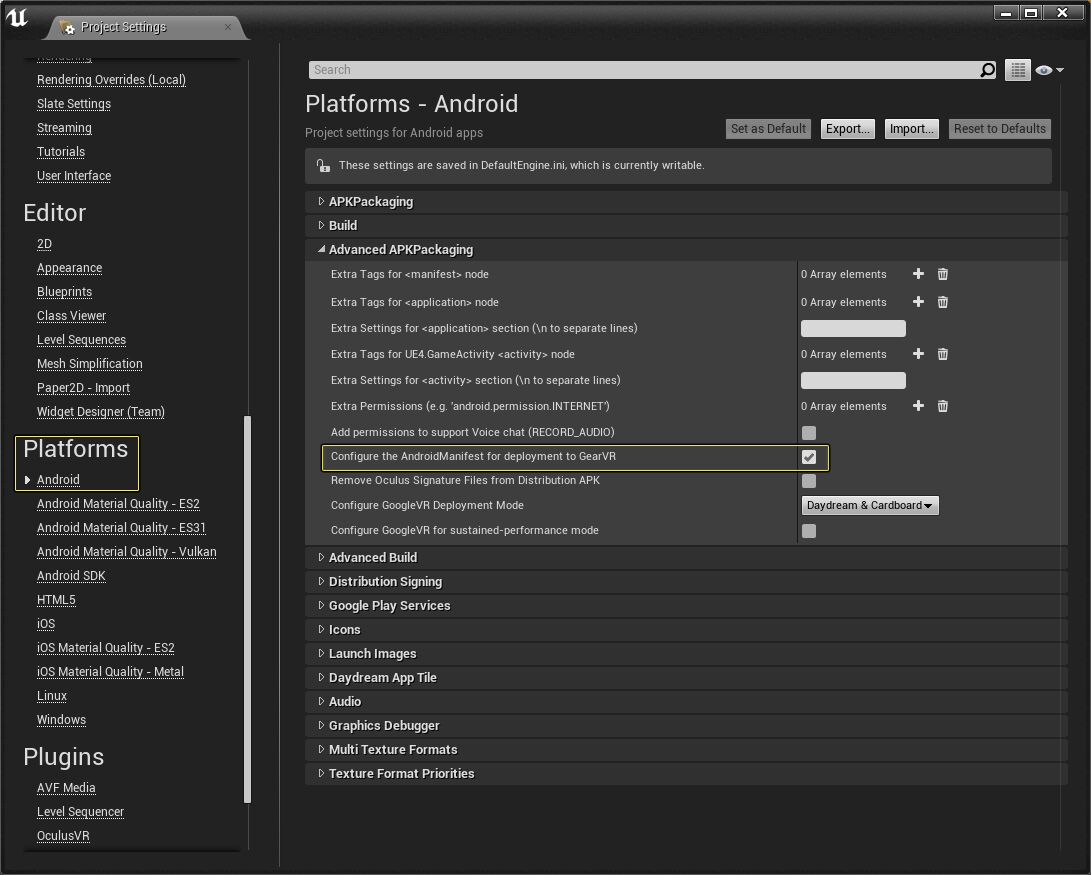 Project Settings
Rendering
Rendering Overrides (Local)
Slate Settings
Streaming
Tutorials
User Interface
Editor
2D
Appearance
Blueprints
Class Viewer
Level Sequences
Mesh Simplification
Paper2D - Import
Widget Designer (Team)
Platforms
Android
Android Material Quality - ES2
Android Material Quality - ES31
Android Material Quality - Vulkan
Android SDK
HTML5
iOS
iOS Material Quality - ES2
iOS Material Quality - Metal
Linux
Windows
Plugins
AVF Media
Level Sequencer
OculusVR
Search
Platforms - Android
Project settings for Android apps
Set as Default Export... Import... Reset to Defaults
These settings are saved in DefaultEngine.ini, which is currently writable.
APKPackaging
Build
Advanced APKPackaging
Extra Tags for <manifest> node 0 Array elements
Extra Tags for <application> node 0 Array elements
Extra Settings for <application> section (\n to separate lines)
Extra Tags for UE4.GameActivity <activity> node 0 Array elements
Extra Settings for <activity> section (\n to separate lines)
Extra Permissions (e.g. 'android.permission.INTERNET') 0 Array elements
Add permissions to support Voice chat (RECORD_AUDIO)
Configure the AndroidManifest for deployment to GearVR
Remove Oculus Signature Files from Distribution APK
Configure GoogleVR Deployment Mode Daydream & Cardboard
Configure GoogleVR for sustained-performance mode
Advanced Build
Distribution Signing
Google Play Services
Icons
Launch Images
Daydream App Tile
Audio
Graphics Debugger
Multi Texture Formats
Texture Format Priorities